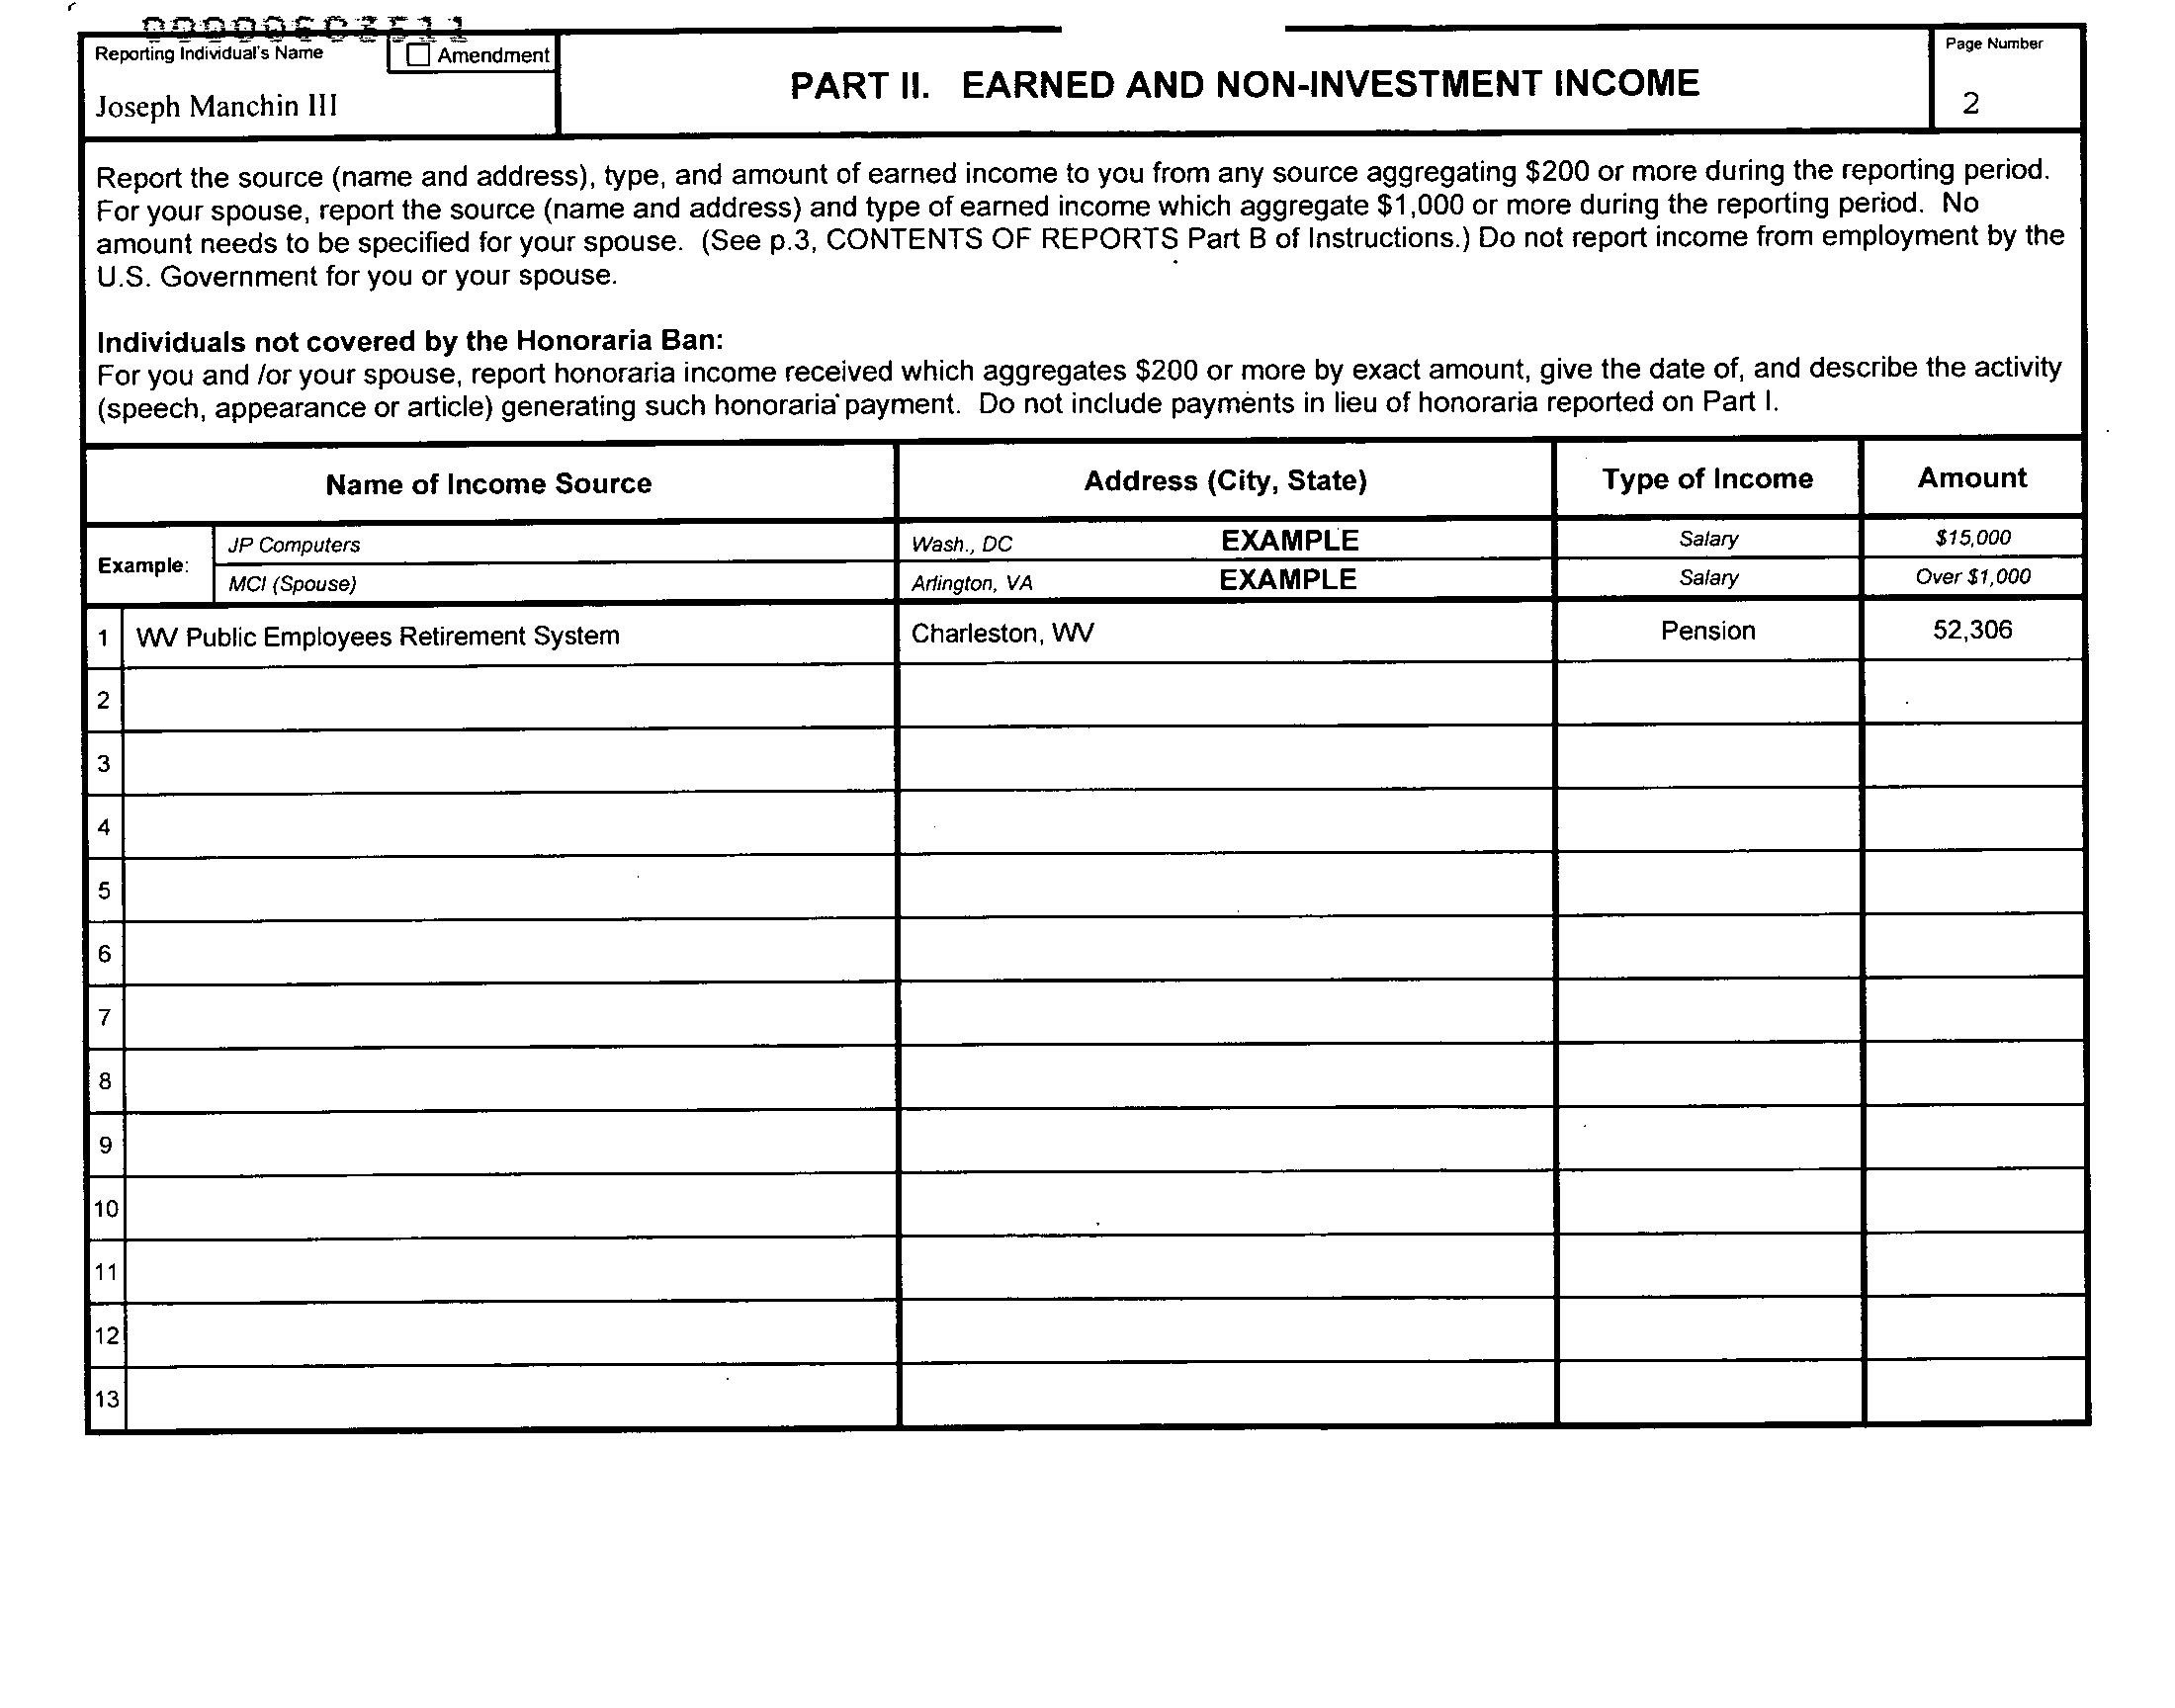 Reporting Individual's Name
Amendment
Joseph Manchin III
PART II. EARNED AND NON-INVESTMENT INCOME
Page Number
2
Report the source (name and address), type, and amount of earned income to you from any source aggregating $200 or more during the reporting period.
For your spouse, report the source (name and address) and type of earned income which aggregate $1,000 or more during the reporting period. No
amount needs to be specified for your spouse. (See p.3, CONTENTS OF REPORTS Part B of Instructions.) Do not report income from employment by the
U.S. Government for you or your spouse.
Individuals not covered by the Honoraria Ban:
For you and /or your spouse, report honoraria income received which aggregates $200 or more by exact amount, give the date of, and describe the activity
(speech, appearance or article) generating such honoraria payment. Do not include payments in lieu of honoraria reported on Part I.
Name of Income Source Address (City, State) Type of Income Amount
Example:
JP Computers Wash., DC EXAMPLE Salary $15,000
MCI (Spouse) Arlington, VA EXAMPLE Salary Over $1,000
1 WV Public Employees Retirement System Charleston, WV Pension 52,306
2
3
4
5
6
7
8
9
10
11
12
13